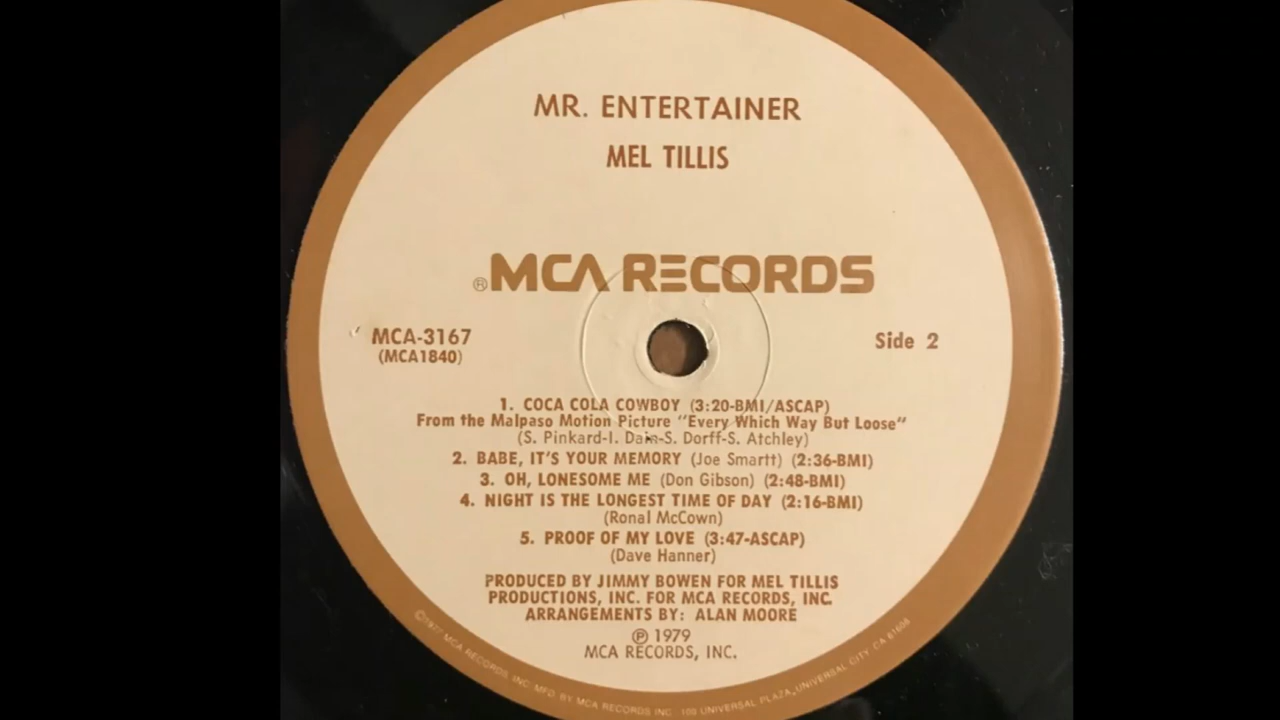 MR. ENTERTAINER
MEL TILLIS
®MCA RECORDS
MCA-3167
(MCA1840)
Side 2
1. COCA COLA COWBOY (3:20-BMI/ASCAP)
From the Malpaso Motion Picture "Every Which Way But Loose"
(S. Pinkard-I. Dain-S. Dorff-S. Atchley)
2. BABE, IT'S YOUR MEMORY (Joe Smartt) (2:36-BMI)
3. OH, LONESOME ME (Don Gibson) (2:48-BMI)
4. NIGHT IS THE LONGEST TIME OF DAY (2:16-BMI)
(Ronal McCown)
5. PROOF OF MY LOVE (3:47-ASCAP)
(Dave Hanner)
PRODUCED BY JIMMY BOWEN FOR MEL TILLIS
PRODUCTIONS, INC. FOR MCA RECORDS, INC.
ARRANGEMENTS BY: ALAN MOORE
℗ 1979
MCA RECORDS, INC.
©1977 MCA RECORDS INC. MFD. BY MCA RECORDS INC. 100 UNIVERSAL PLAZA, UNIVERSAL CITY, CA 91608